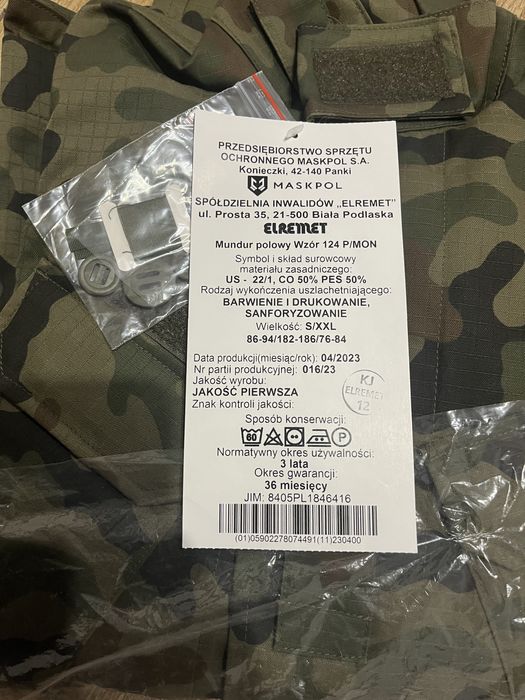 PRZEDSIĘBIORSTWO SPRZĘTU
OCHRONNEGO MASKPOL S.A.
Konieczki, 42-140 Panki
MASKPOL
SPÓŁDZIELNIA INWALIDÓW „ELREMET"
ul. Prosta 35, 21-500 Biała Podlaska
ELREMET
Mundur polowy Wzór 124 P/MON
Symbol i skład surowcowy
materiału zasadniczego:
US - 22/1, CO 50% PES 50%
Rodzaj wykończenia uszlachetniającego:
BARWIENIE I DRUKOWANIE,
SANFORYZOWANIE
Wielkość: S/XXL
86-94/182-186/76-84
Data produkcji(miesiąc/rok): 04/2023
Nr partii produkcyjnej: 016/23
Jakość wyrobu:
JAKOŚĆ PIERWSZA
Znak kontroli jakości:
KJ
ELREMET
12
Sposób konserwacji:
60
P
Normatywny okres używalności:
3 lata
Okres gwarancji:
36 miesięcy
JIM: 8405PL1846416
(01)05902278074491(11)230400